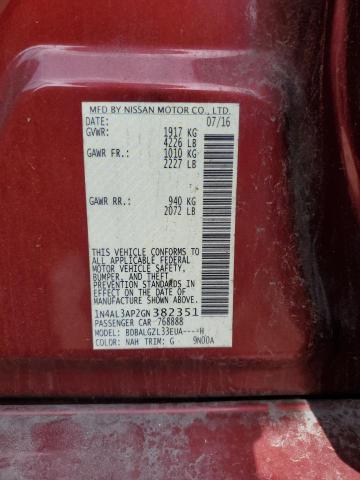 MFD BY NISSAN MOTOR CO., LTD.
DATE: 07/16
GVWR: 1917 KG
4226 LB
GAWR FR.: 1010 KG
2227 LB
GAWR RR.: 940 KG
2072 LB
THIS VEHICLE CONFORMS TO
ALL APPLICABLE FEDERAL
MOTOR VEHICLE SAFETY,
BUMPER, AND THEFT
PREVENTION STANDARDS IN
EFFECT ON THE DATE OF
MANUFACTURE SHOWN ABOVE.
1N4AL3AP2GN382351
PASSENGER CAR 768888
MODEL: BDBALGZL33EUA----H
COLOR: NAH TRIM: G 9N00A